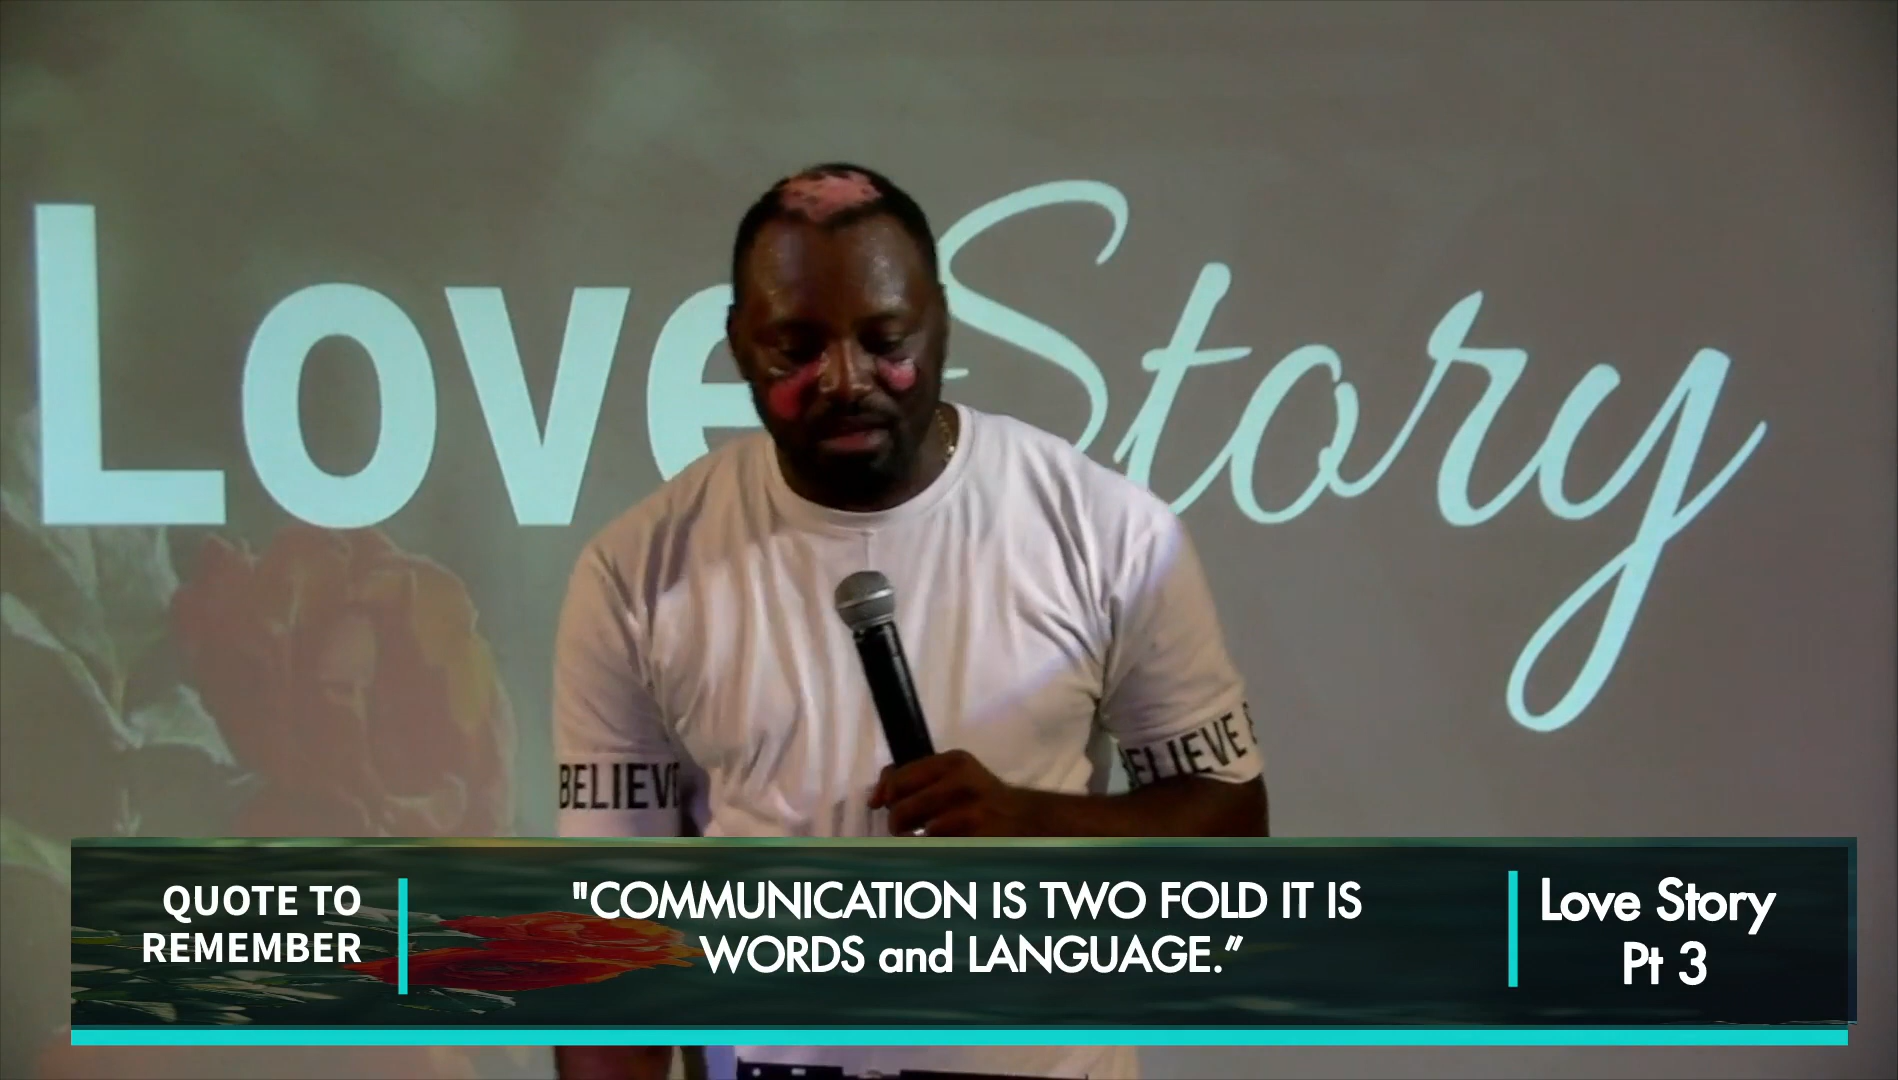 Love Story
BELIEVE
BELIEVE
QUOTE TO
REMEMBER
"COMMUNICATION IS TWO FOLD IT IS
WORDS and LANGUAGE.”
Love Story
Pt 3